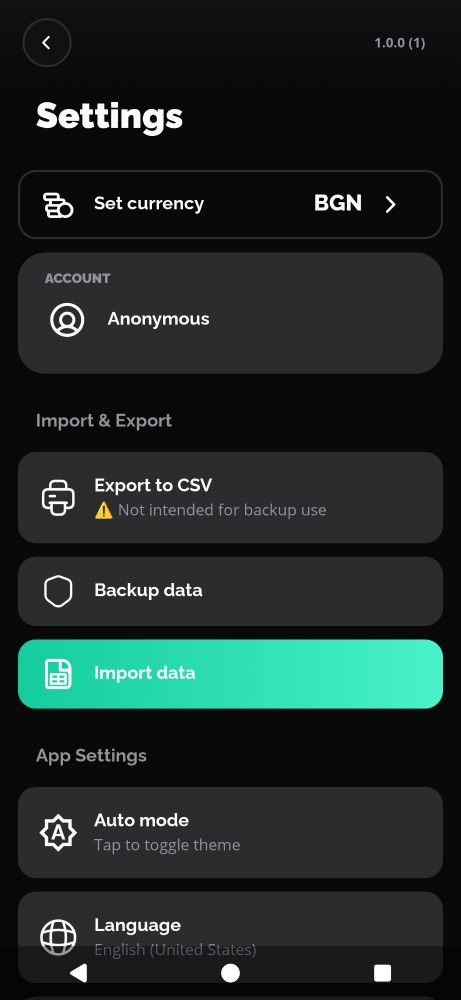 1.0.0 (1)
Settings
Set currency BGN
ACCOUNT
Anonymous
Import & Export
Export to CSV
⚠️ Not intended for backup use
Backup data
Import data
App Settings
A Auto mode
Tap to toggle theme
Language
English (United States)